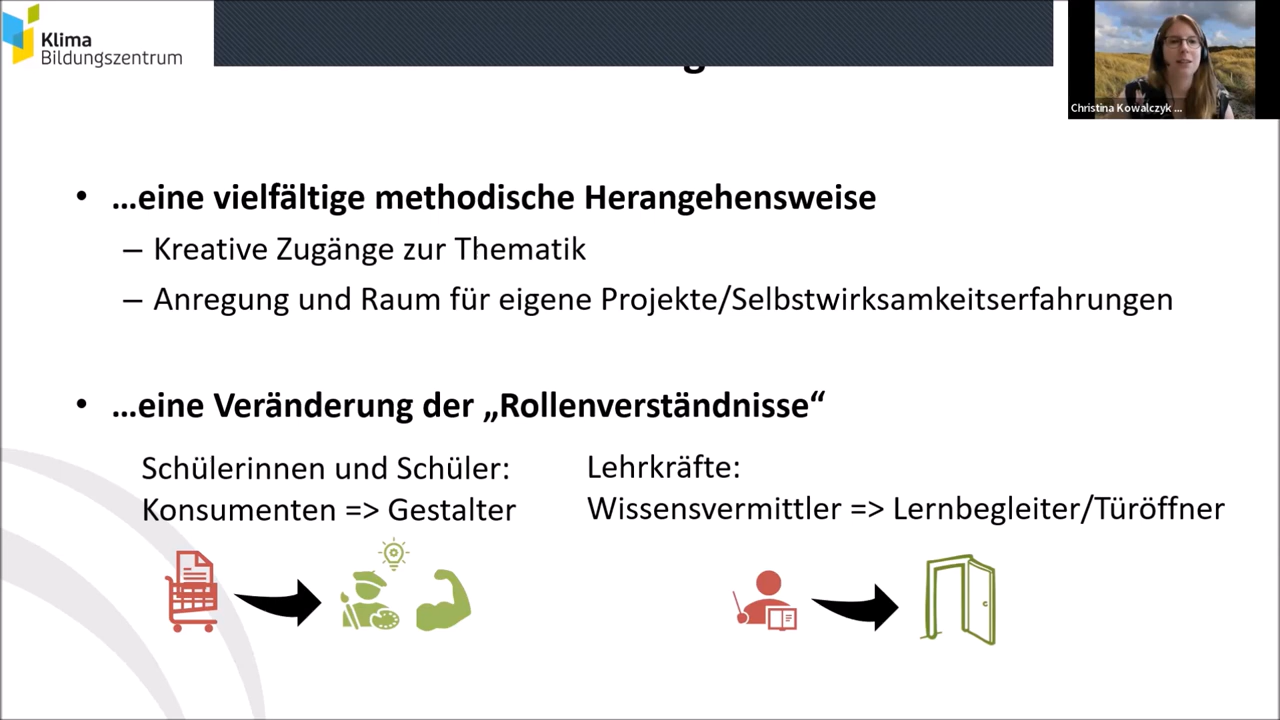 Klima
Bildungszentrum
Christina Kowalczyk ...
• …eine vielfältige methodische Herangehensweise
– Kreative Zugänge zur Thematik
– Anregung und Raum für eigene Projekte/Selbstwirksamkeitserfahrungen
• …eine Veränderung der „Rollenverständnisse“
Schülerinnen und Schüler:
Konsumenten => Gestalter
Lehrkräfte:
Wissensvermittler => Lernbegleiter/Türöffner